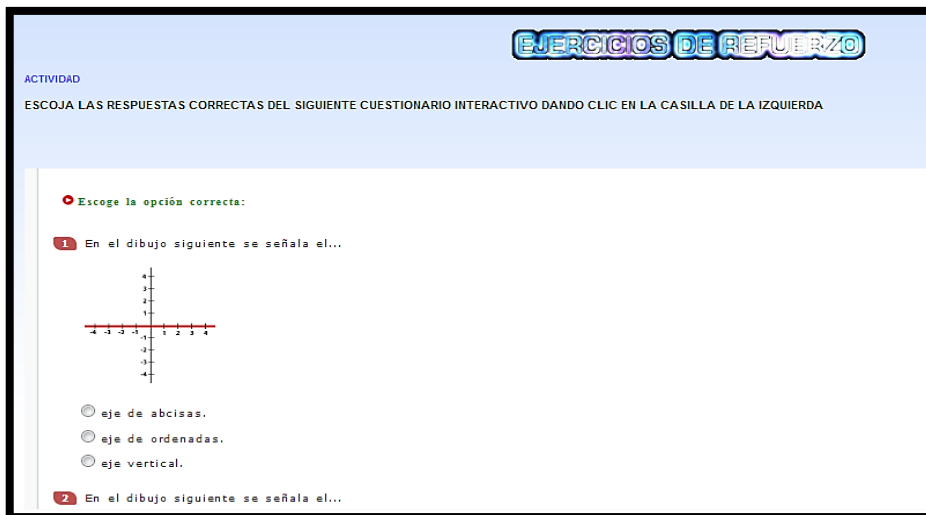 EJERCICIOS DE REFUERZO
ACTIVIDAD
ESCOJA LAS RESPUESTAS CORRECTAS DEL SIGUIENTE CUESTIONARIO INTERACTIVO DANDO CLIC EN LA CASILLA DE LA IZQUIERDA
Escoge la opción correcta:
1 En el dibujo siguiente se señala el...
4
3
2
1
-4 -3 -2 -1 1 2 3 4
-1
-2
-3
-4
eje de abcisas.
eje de ordenadas.
eje vertical.
2 En el dibujo siguiente se señala el...